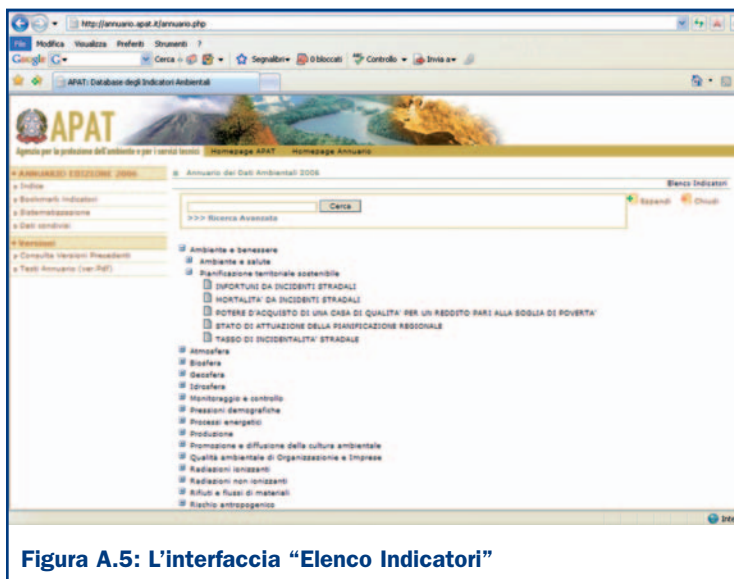 http://annuario.apat.it/annuario.php
File Modifica Visualizza Preferiti Strumenti ?
Google G Cerca Segnalibri 0 bloccati Controllo Invia a
APAT: Database degli Indicatori Ambientali
APAT
Agenzia per la protezione dell'ambiente e per i servizi tecnici Homepage APAT Homepage Annuario
ANNUARIO EDIZIONE 2006
Indice
Bookmark Indicatori
Sistematizzazione
Dati condivisi
Versioni
Consulta Versioni Precedenti
Testi Annuario (ver.Pdf)
Annuario dei Dati Ambientali 2006
Elenco Indicatori
Cerca
>>> Ricerca Avanzata
Espandi Chiudi
Ambiente e benessere
Ambiente e salute
Pianificazione territoriale sostenibile
INFORTUNI DA INCIDENTI STRADALI
MORTALITA' DA INCIDENTI STRADALI
POTERE D'ACQUISTO DI UNA CASA DI QUALITA' PER UN REDDITO PARI ALLA SOGLIA DI POVERTA'
STATO DI ATTUAZIONE DELLA PIANIFICAZIONE REGIONALE
TASSO DI INCIDENTALITA' STRADALE
Atmosfera
Biosfera
Geosfera
Idrosfera
Monitoraggio e controllo
Pressioni demografiche
Processi energetici
Produzione
Promozione e diffusione della cultura ambientale
Qualità ambientale di Organizzazionie e Imprese
Radiazioni ionizzanti
Radiazioni non ionizzanti
Rifiuti e flussi di materiali
Rischio antropogenico
Inte
Figura A.5: L'interfaccia “Elenco Indicatori”